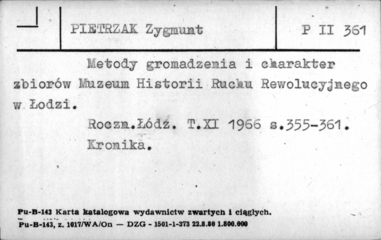 PIETRZAK Zygmunt
P II 361
Metody gromadzenia i charakter
zbiorów Muzeum Historii Ruchu Rewolucyjnego
w Łodzi.
Roczn.Łódz. T.XI 1966 s.355-361.
Kronika.
Pu-B-143 Karta katalogowa wydawnictw zwartych i ciągłych.
Pu-B-143, z. 1017/WA/On — DZG - 1501-1-373 22.8.80 1.800.000